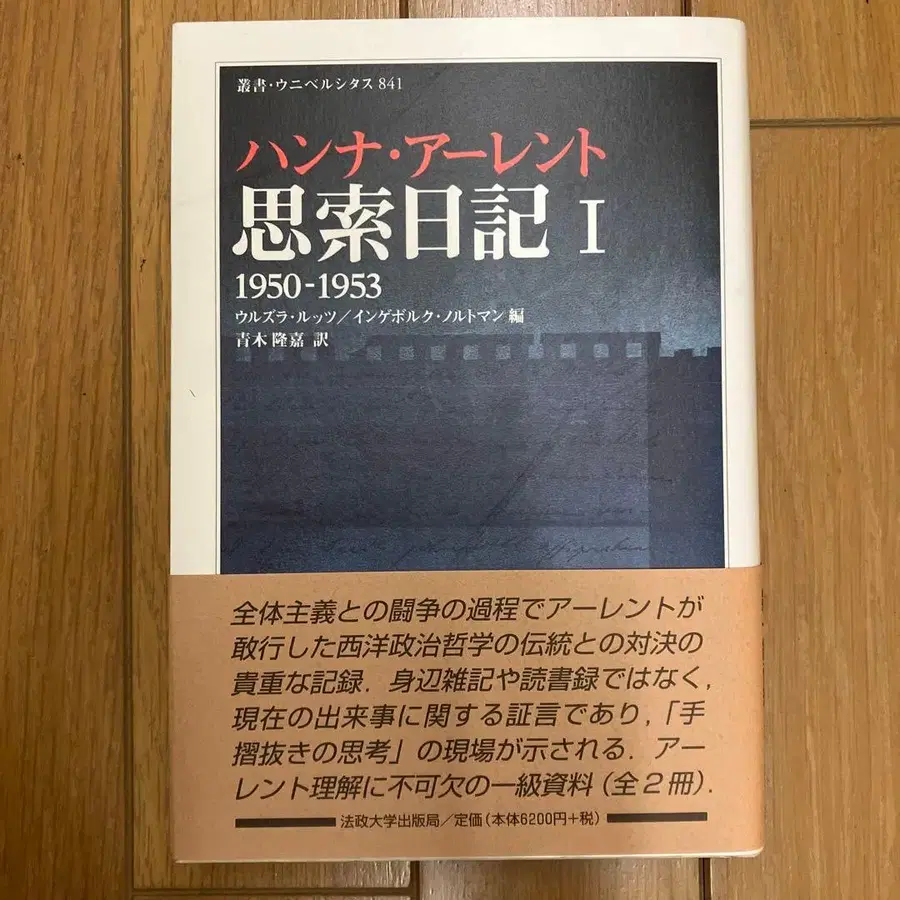 叢書・ウニベルシタス 841
ハンナ・アーレント
思索日記 I
1950-1953
ウルズラ・ルッツ／インゲボルク・ノルトマン 編
青木 隆嘉 訳
全体主義との闘争の過程でアーレントが
敢行した西洋政治哲学の伝統との対決の
貴重な記録．身辺雑記や読書録ではなく，
現在の出来事に関する証言であり，「手
摺抜きの思考」の現場が示される．アー
レント理解に不可欠の一級資料（全２冊）．
法政大学出版局／定価（本体6200円+税）